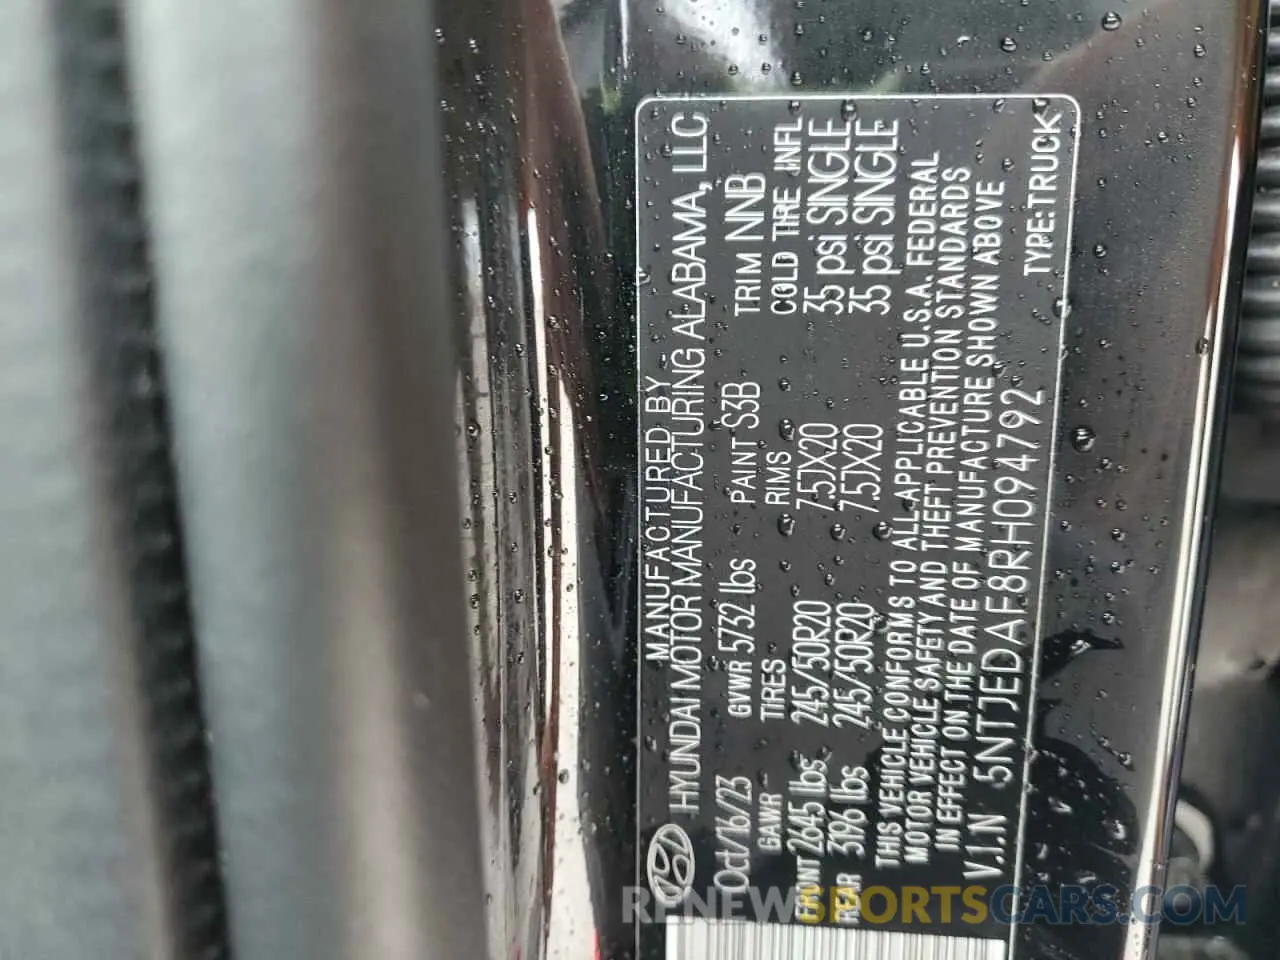 MANUFACTURED BY
HYUNDAI MOTOR MANUFACTURING ALABAMA, LLC
Oct/16/23 GVWR 5732 lbs PAINT S3B TRIM NNB
GAWR TIRES RIMS COLD TIRE INFL
FRONT 2645 lbs 245/50R20 7.5JX20 35 psi SINGLE
REAR 3196 lbs 245/50R20 7.5JX20 35 psi SINGLE
THIS VEHICLE CONFORMS TO ALL APPLICABLE U.S.A. FEDERAL
MOTOR VEHICLE SAFETY AND THEFT PREVENTION STANDARDS
IN EFFECT ON THE DATE OF MANUFACTURE SHOWN ABOVE
V.I.N 5NTJEDAF8RH094792 TYPE:TRUCK
RENEWSPORTSCARS.COM